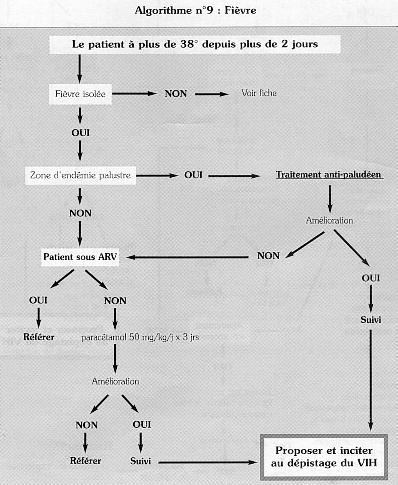 Algorithme n°9 : Fièvre
Le patient à plus de 38° depuis plus de 2 jours
Fièvre isolée
NON
Voir fiche
OUI
Zone d'endémie palustre
OUI
Traitement anti-paludéen
NON
Amélioration
Patient sous ARV
NON
OUI
OUI
NON
Suivi
Référer
paracétamol 50 mg/kg/j x 3 jrs
Amélioration
NON
OUI
Référer
Suivi
Proposer et inciter
au dépistage du VIH